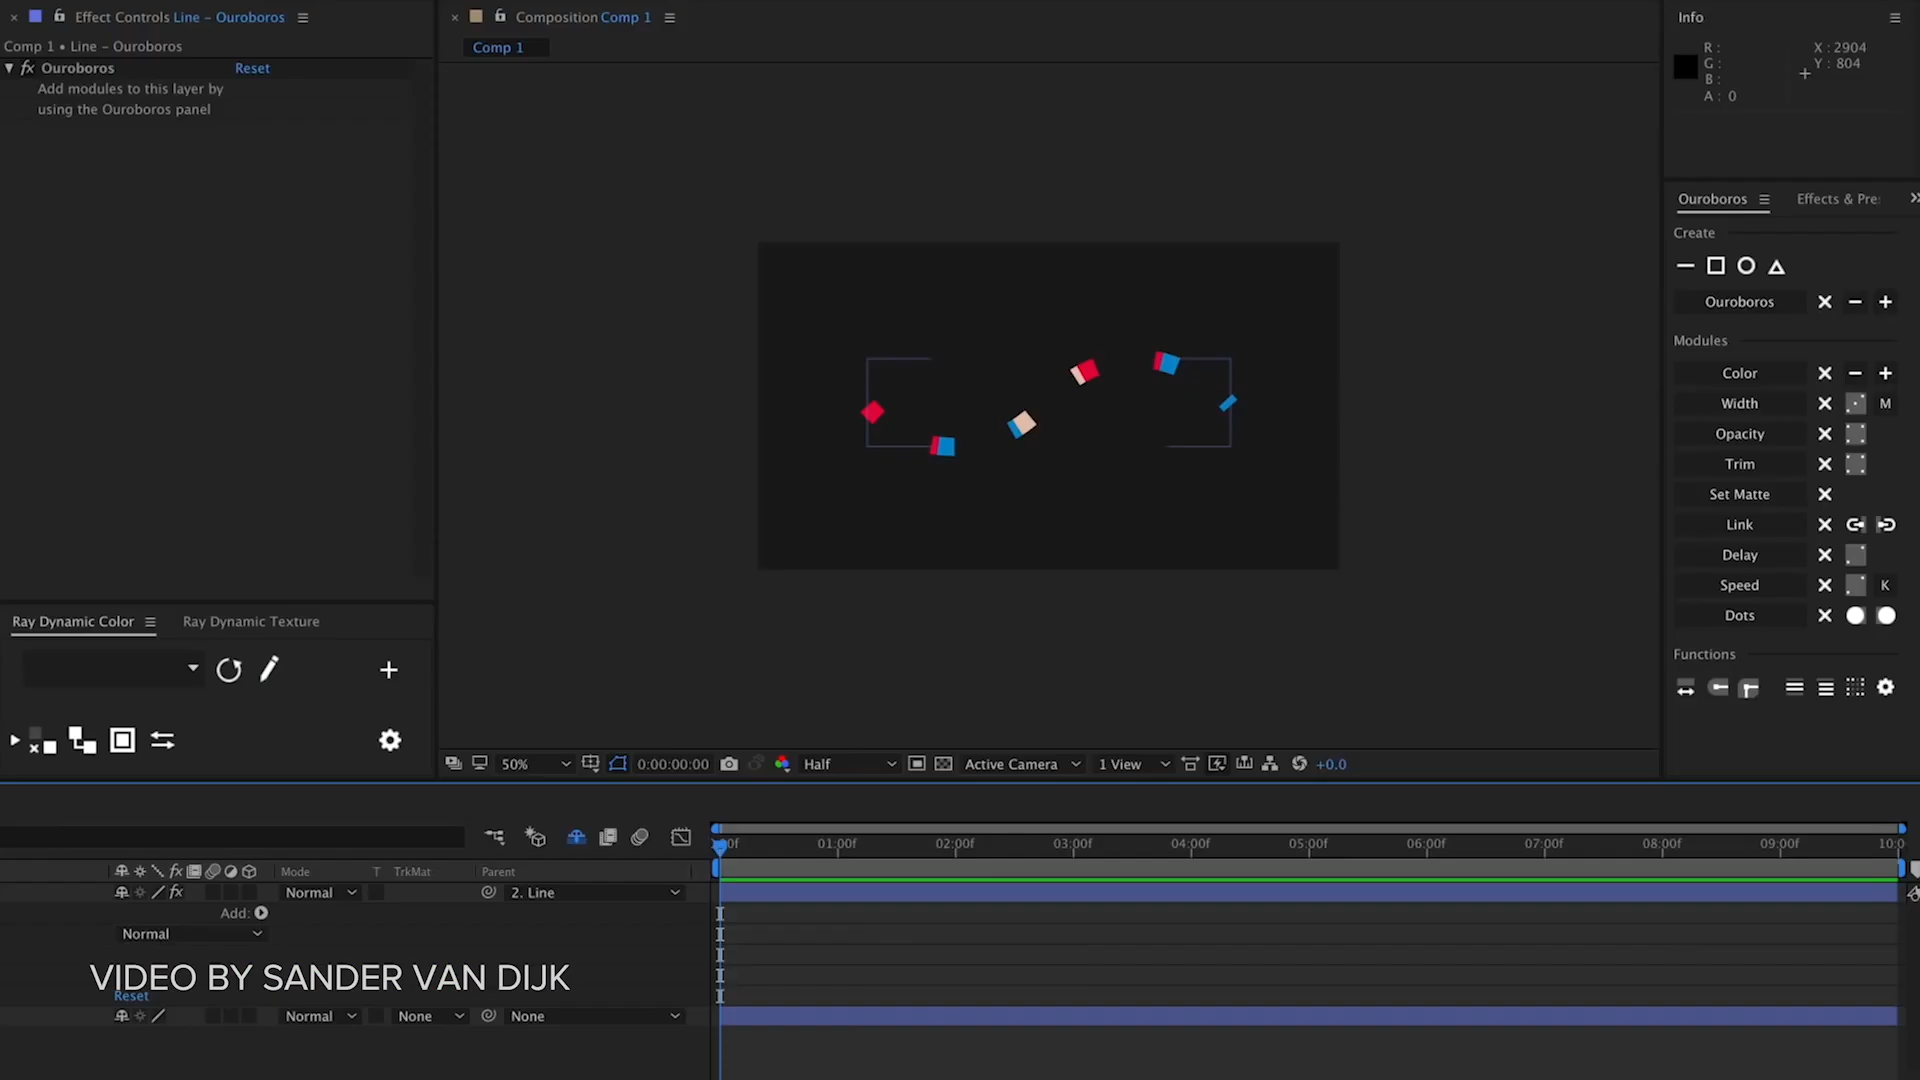 Effect Controls Line – Ouroboros
Comp 1 • Line – Ouroboros
fx Ouroboros Reset
Add modules to this layer by
using the Ouroboros panel
Composition Comp 1
Comp 1
Info
R :
G :
B :
A : 0
X : 2904
Y : 804
Ouroboros
Effects & Pre
Create
Ouroboros
Modules
Color
Width M
Opacity
Trim
Set Matte
Link
Delay
Speed K
Dots
Functions
Ray Dynamic Color Ray Dynamic Texture
50% 0:00:00:00 Half Active Camera 1 View +0.0
01:00f 02:00f 03:00f 04:00f 05:00f 06:00f 07:00f 08:00f 09:00f
fx Mode T TrkMat Parent
fx Normal 2. Line
Add:
Normal
VIDEO BY SANDER VAN DIJK
Reset
Normal None None